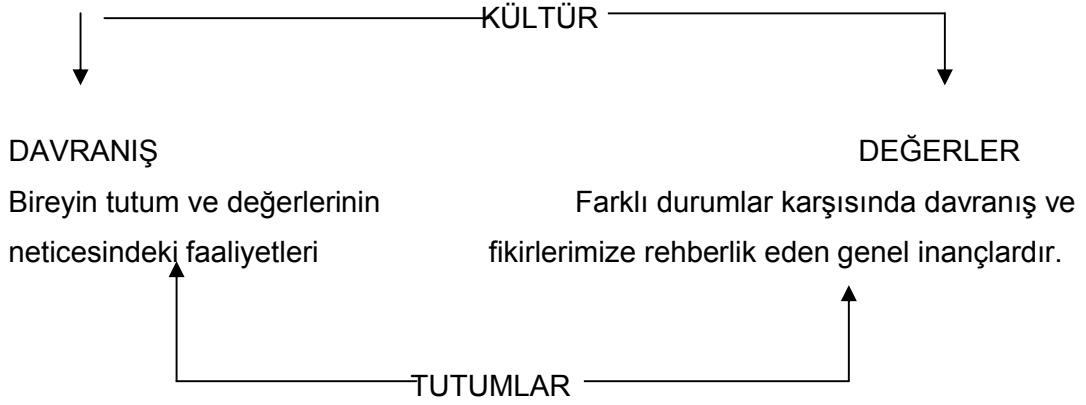 KÜLTÜR
DAVRANIŞ DEĞERLER
Bireyin tutum ve değerlerinin Farklı durumlar karşısında davranış ve
neticesindeki faaliyetleri fikirlerimize rehberlik eden genel inançlardır.
TUTUMLAR